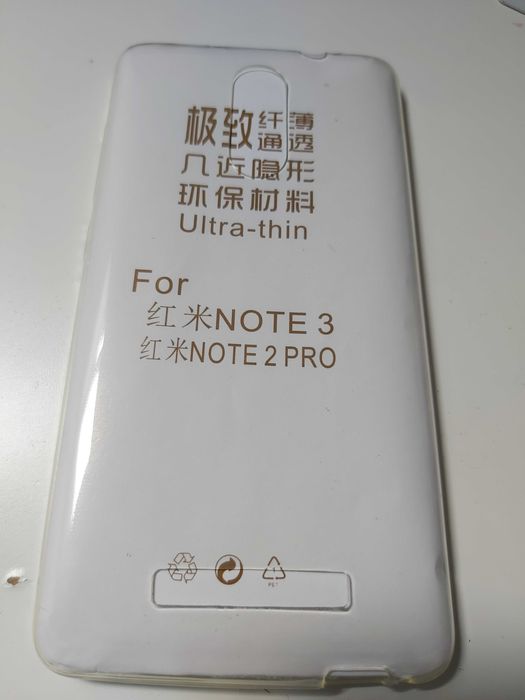 极致纤薄
通透
几近隐形
环保材料
Ultra-thin
For
红米NOTE 3
红米NOTE 2 PRO
PET